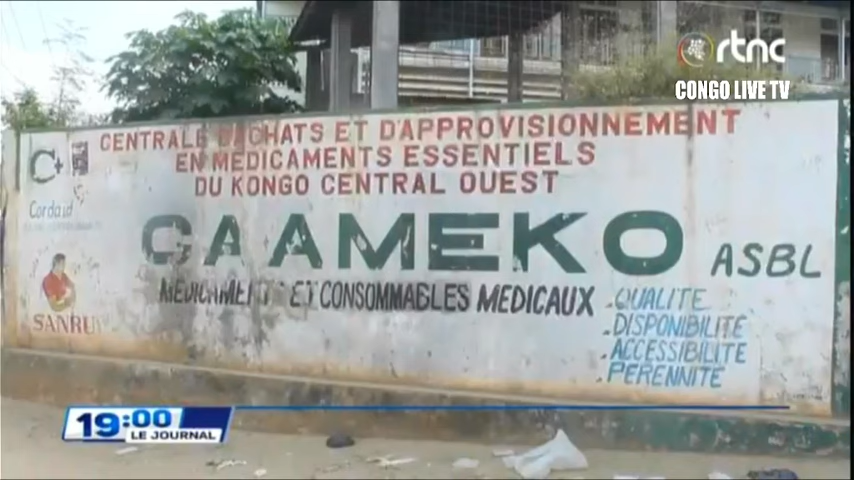 rtnc
CONGO LIVE TV
CENTRALE D'ACHATS ET D'APPROVISIONNEMENT
EN MEDICAMENTS ESSENTIELS
DU KONGO CENTRAL OUEST
C+
Cordaid
CAAMEKO ASBL
MEDICAMENTS ET CONSOMMABLES MEDICAUX
SANRU
-QUALITE
-DISPONIBILITE
-ACCESSIBILITE
-PERENNITE
19:00
LE JOURNAL